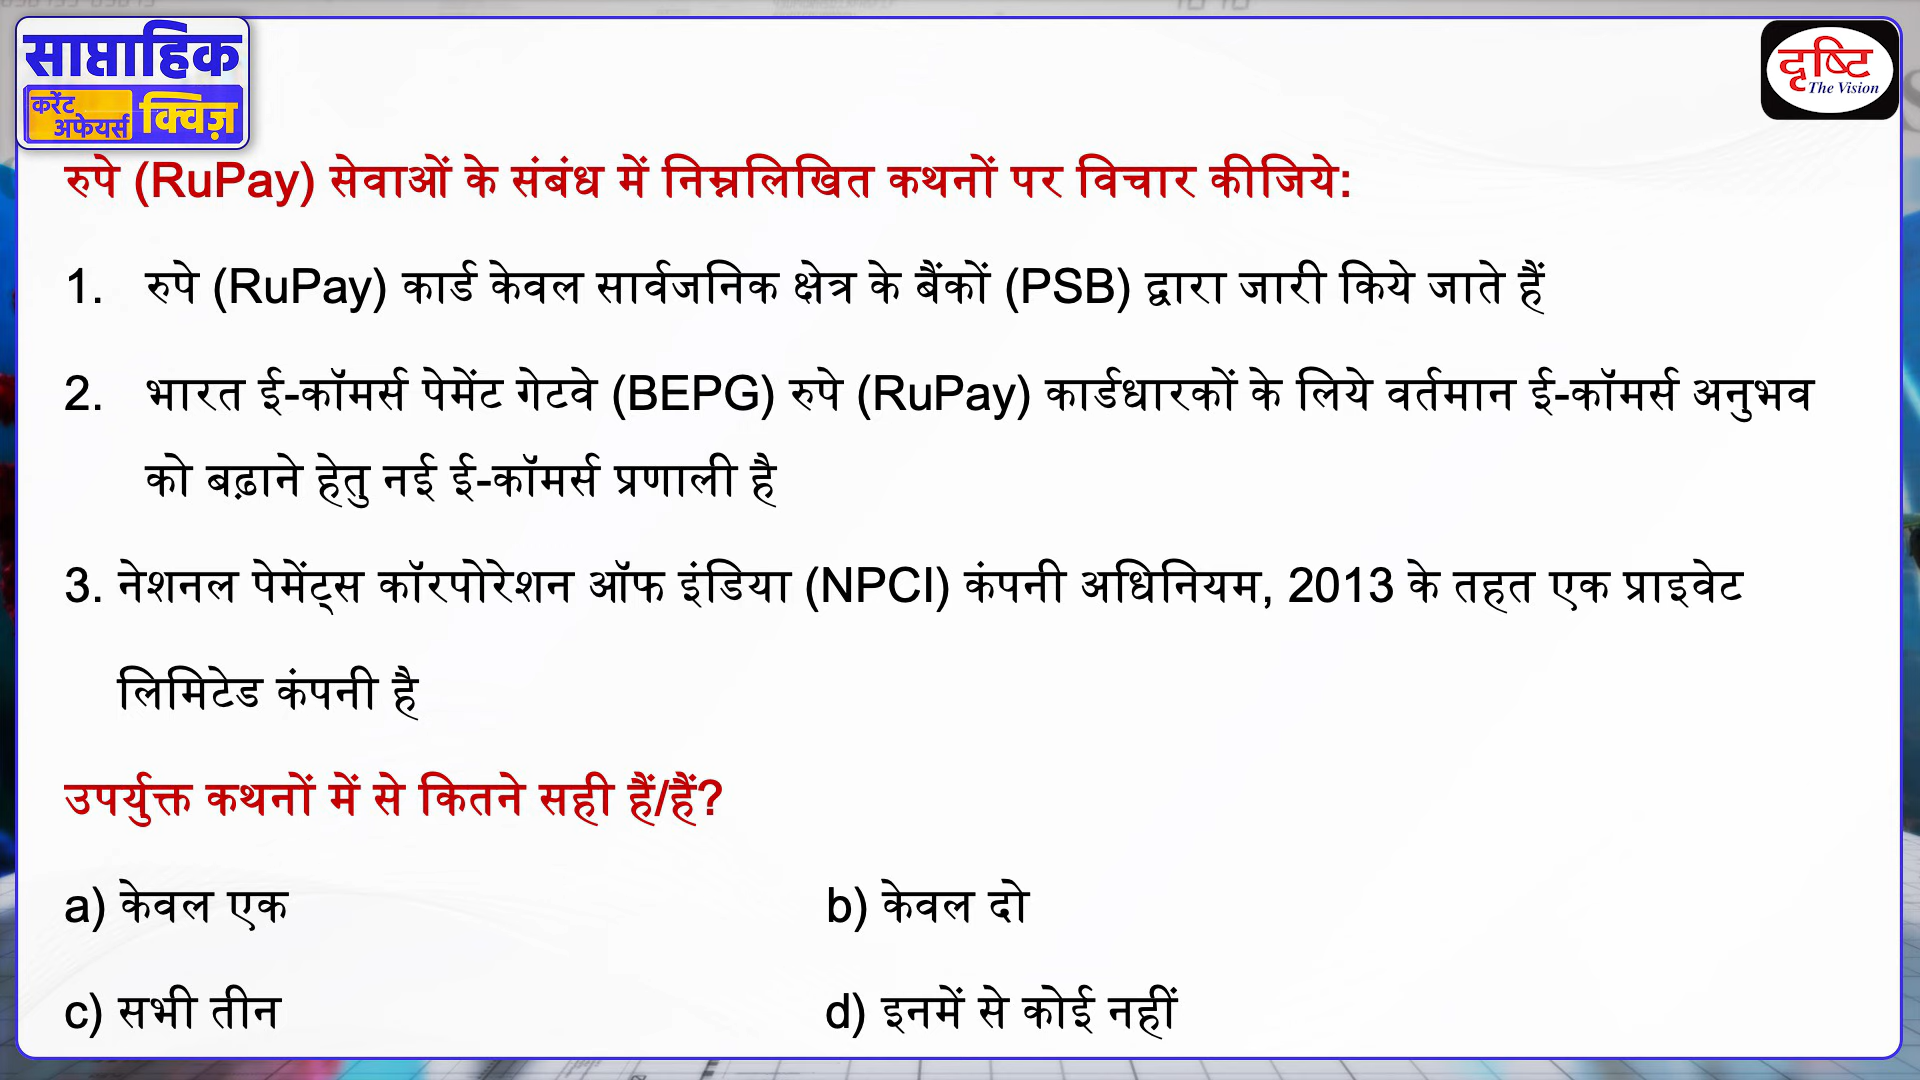 साप्ताहिक
करेंट
अफेयर्स क्विज़
दृष्टि
The Vision
रुपे (RuPay) सेवाओं के संबंध में निम्नलिखित कथनों पर विचार कीजिये:
1. रुपे (RuPay) कार्ड केवल सार्वजनिक क्षेत्र के बैंकों (PSB) द्वारा जारी किये जाते हैं
2. भारत ई-कॉमर्स पेमेंट गेटवे (BEPG) रुपे (RuPay) कार्डधारकों के लिये वर्तमान ई-कॉमर्स अनुभव
को बढ़ाने हेतु नई ई-कॉमर्स प्रणाली है
3. नेशनल पेमेंट्स कॉरपोरेशन ऑफ इंडिया (NPCI) कंपनी अधिनियम, 2013 के तहत एक प्राइवेट
लिमिटेड कंपनी है
उपर्युक्त कथनों में से कितने सही हैं/हैं?
a) केवल एक b) केवल दो
c) सभी तीन d) इनमें से कोई नहीं